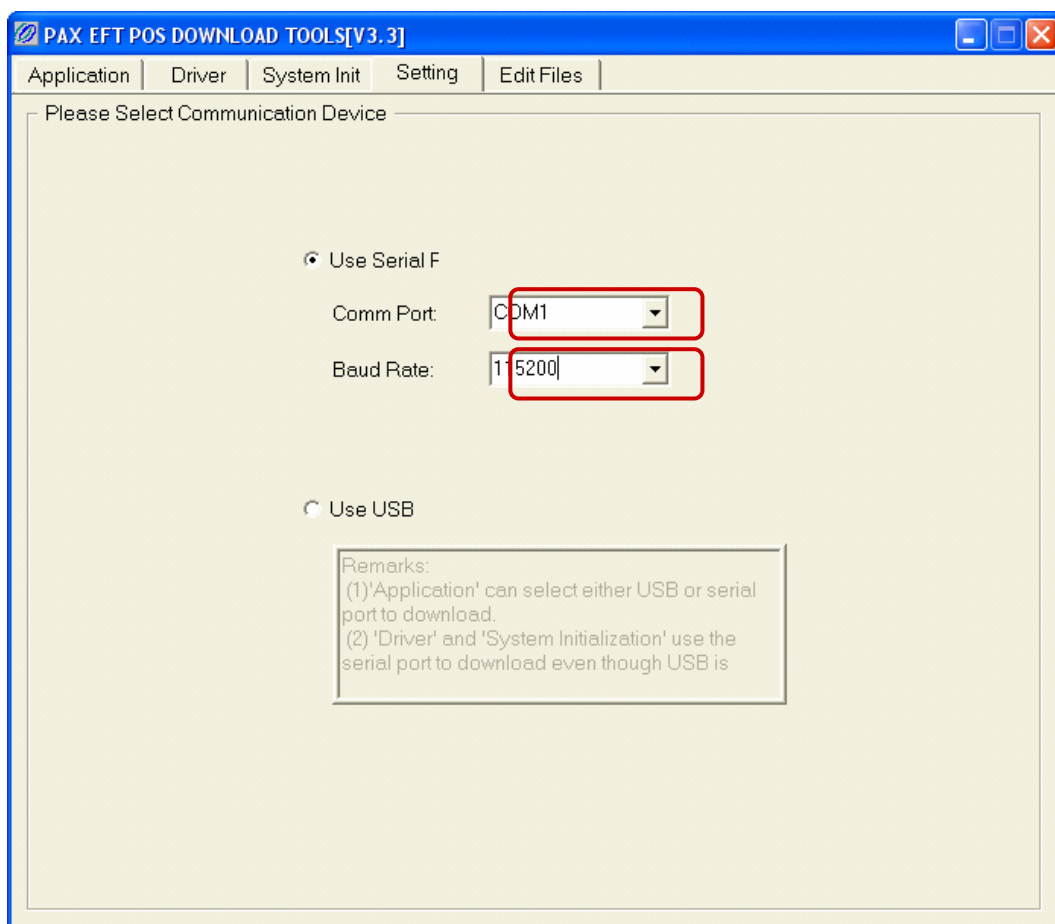 PAX EFT POS DOWNLOAD TOOLS[V3.3]
Application Driver System Init Setting Edit Files
Please Select Communication Device
Use Serial F
Comm Port: COM1
Baud Rate: 115200
Use USB
Remarks:
(1)'Application' can select either USB or serial
port to download.
(2) 'Driver' and 'System Initialization' use the
serial port to download even though USB is